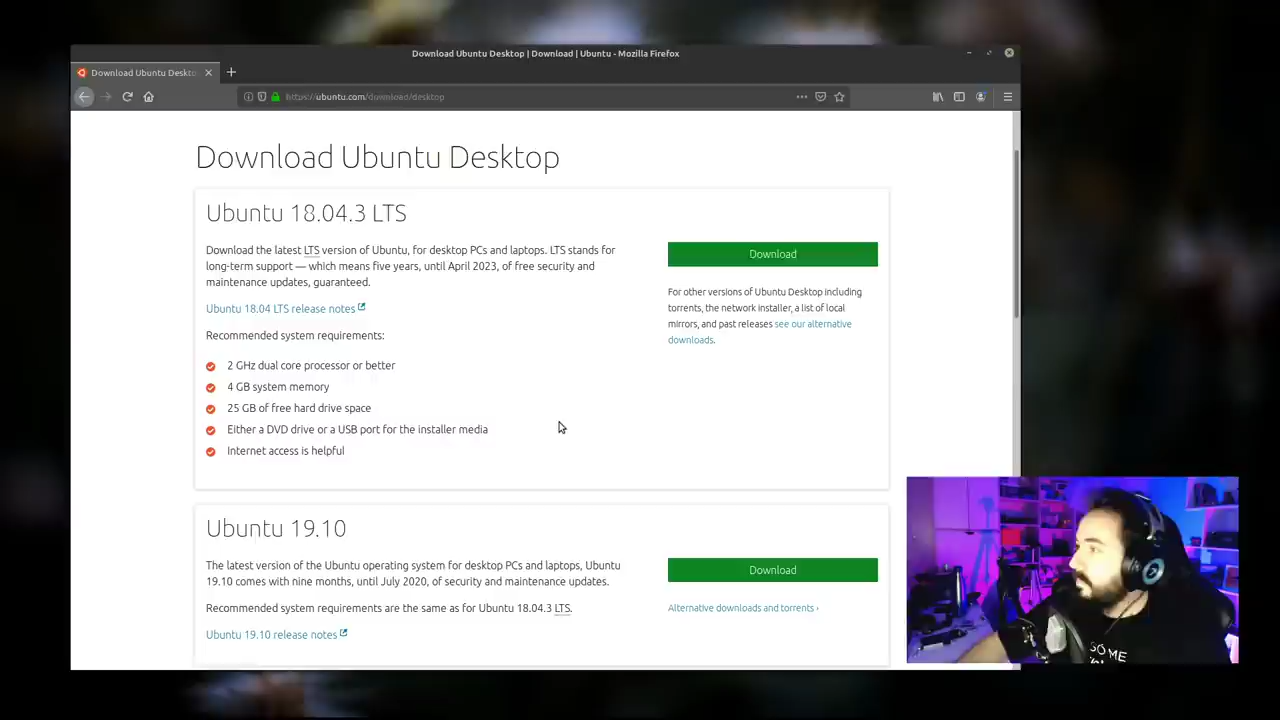 Download Ubuntu Desktop | Download | Ubuntu - Mozilla Firefox
Download Ubuntu Deskto
https://ubuntu.com/download/desktop
Download Ubuntu Desktop
Ubuntu 18.04.3 LTS
Download the latest LTS version of Ubuntu, for desktop PCs and laptops. LTS stands for
long-term support — which means five years, until April 2023, of free security and
maintenance updates, guaranteed.
Ubuntu 18.04 LTS release notes
Recommended system requirements:
2 GHz dual core processor or better
4 GB system memory
25 GB of free hard drive space
Either a DVD drive or a USB port for the installer media
Internet access is helpful
Download
For other versions of Ubuntu Desktop including
torrents, the network installer, a list of local
mirrors, and past releases see our alternative
downloads.
Ubuntu 19.10
The latest version of the Ubuntu operating system for desktop PCs and laptops, Ubuntu
19.10 comes with nine months, until July 2020, of security and maintenance updates.
Recommended system requirements are the same as for Ubuntu 18.04.3 LTS.
Ubuntu 19.10 release notes
Download
Alternative downloads and torrents ›
SOME